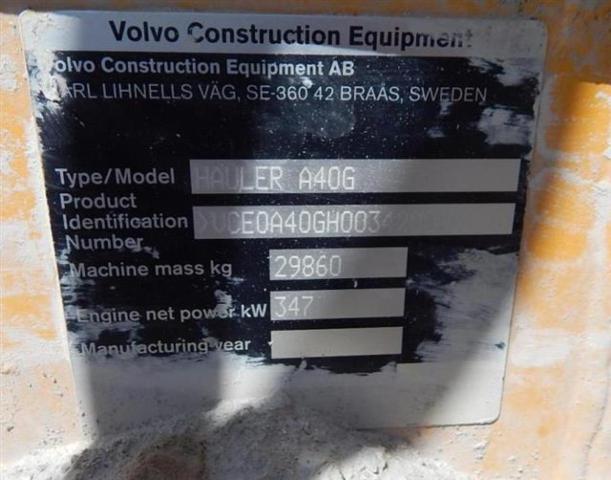 Volvo Construction Equipment
Volvo Construction Equipment AB
CARL LIHNELLS VÄG, SE-360 42 BRAÅS, SWEDEN
Type/Model HAULER A40G
Product
Identification
Number
Machine mass kg 29860
Engine net power kW 347
Manufacturing year